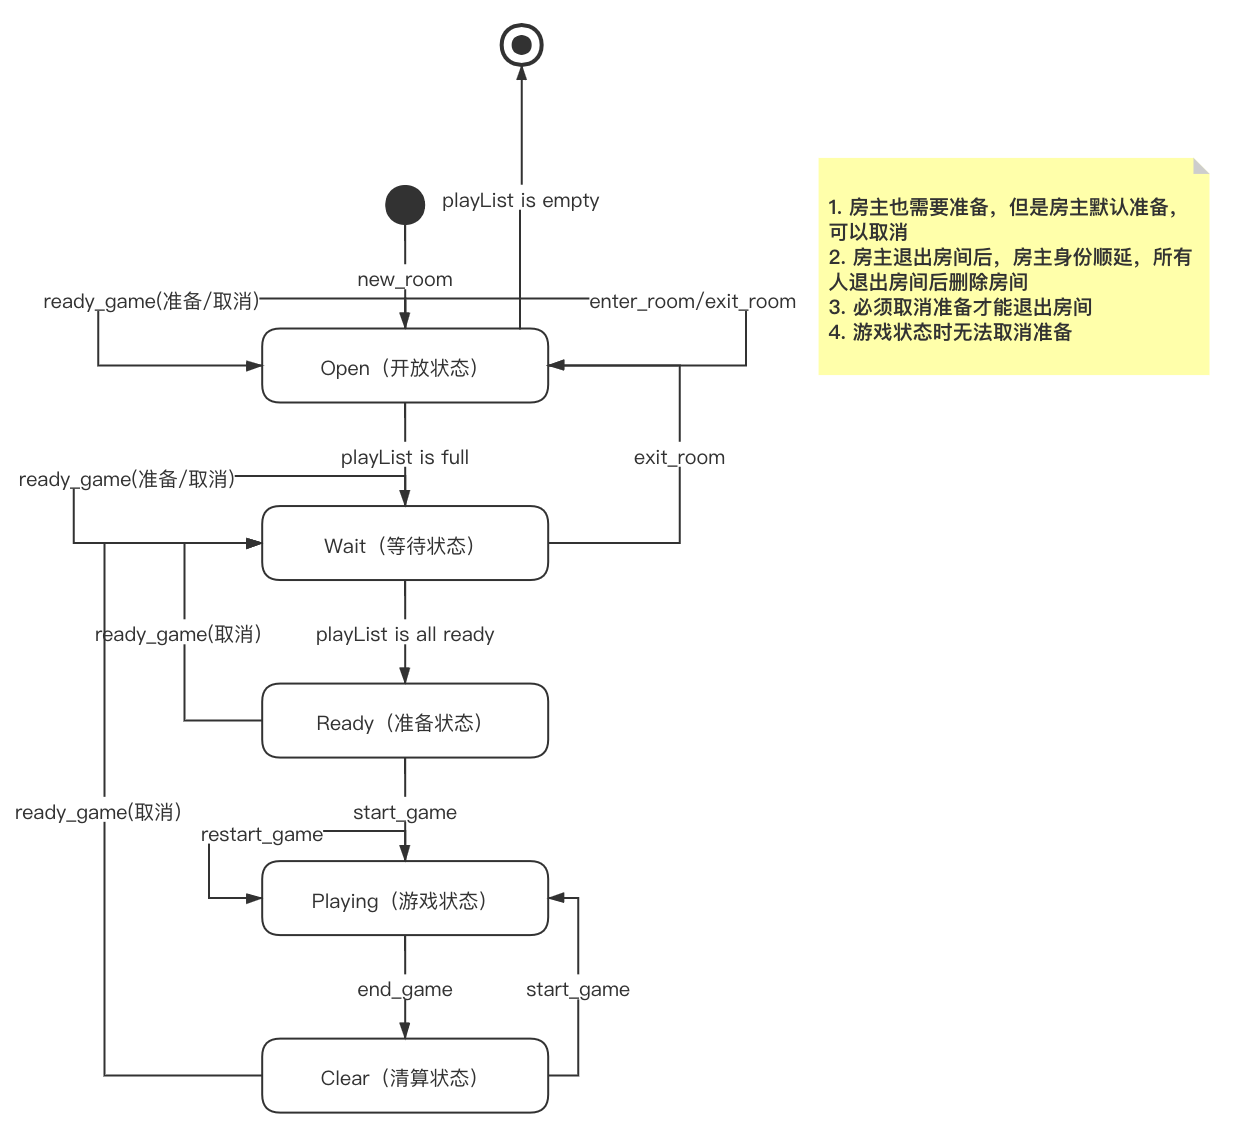 playList is empty
new_room
ready_game(准备/取消)
enter_room/exit_room
Open（开放状态）
playList is full
exit_room
ready_game(准备/取消)
Wait（等待状态）
ready_game(取消)
playList is all ready
Ready（准备状态）
ready_game(取消)
start_game
restart_game
Playing（游戏状态）
end_game
start_game
Clear（清算状态）
1. 房主也需要准备，但是房主默认准备，
可以取消
2. 房主退出房间后，房主身份顺延，所有
人退出房间后删除房间
3. 必须取消准备才能退出房间
4. 游戏状态时无法取消准备